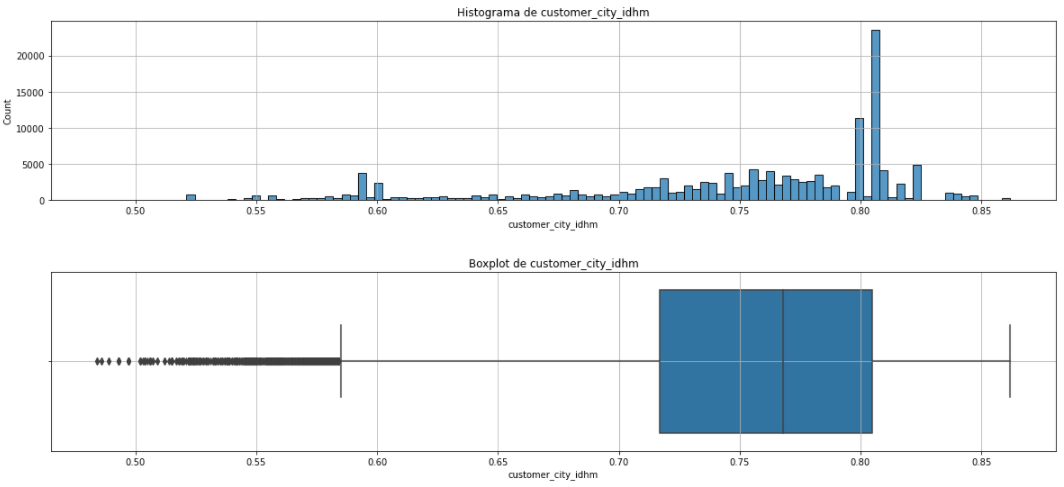 Histograma de customer_city_idhm
Count
20000
15000
10000
5000
0
0.50 0.55 0.60 0.65 0.70 0.75 0.80 0.85
customer_city_idhm
Boxplot de customer_city_idhm
0.50 0.55 0.60 0.65 0.70 0.75 0.80 0.85
customer_city_idhm